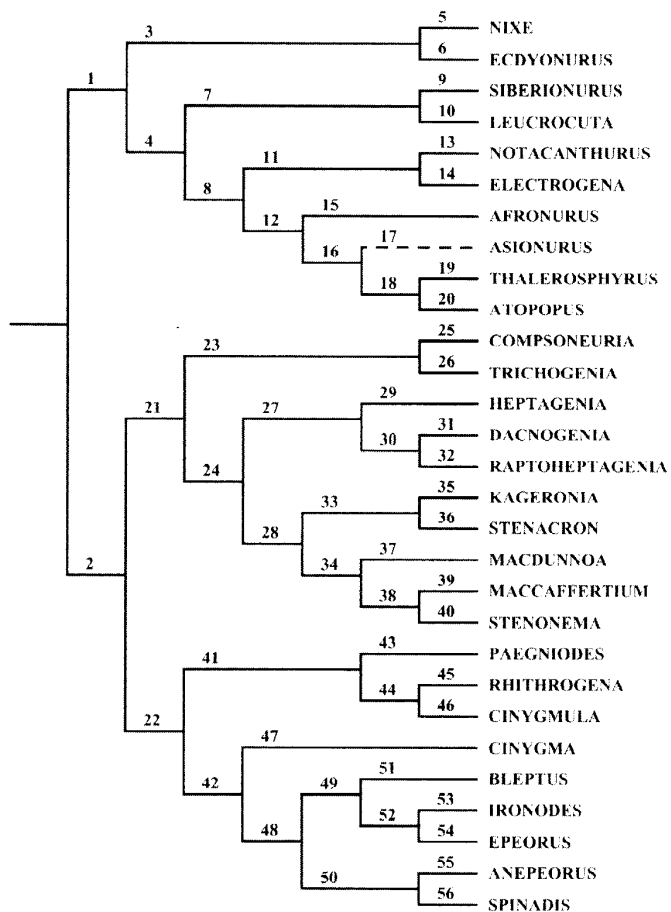 5 NIXE
3
6 ECDYONURUS
1
9 SIBERIONURUS
7
10 LEUCROCUTA
4
13 NOTACANTHURUS
11
14 ELECTROGENA
8
15 AFRONURUS
12
17 ASIONURUS
16
19 THALEROSPHYRUS
18
20 ATOPOPUS
25 COMPSONEURIA
23
26 TRICHOGENIA
29 HEPTAGENIA
21 27
31 DACNOGENIA
30
32 RAPTOHEPTAGENIA
24
35 KAGERONIA
33
36 STENACRON
28
37 MACDUNNOA
2 34
39 MACCAFFERTIUM
38
40 STENONEMA
43 PAEGNIODES
41
45 RHITHROGENA
44
46 CINYGMULA
22
47 CINYGMA
51 BLEPTUS
42 49
53 IRONODES
52
54 EPEORUS
48
55 ANEPEORUS
50
56 SPINADIS